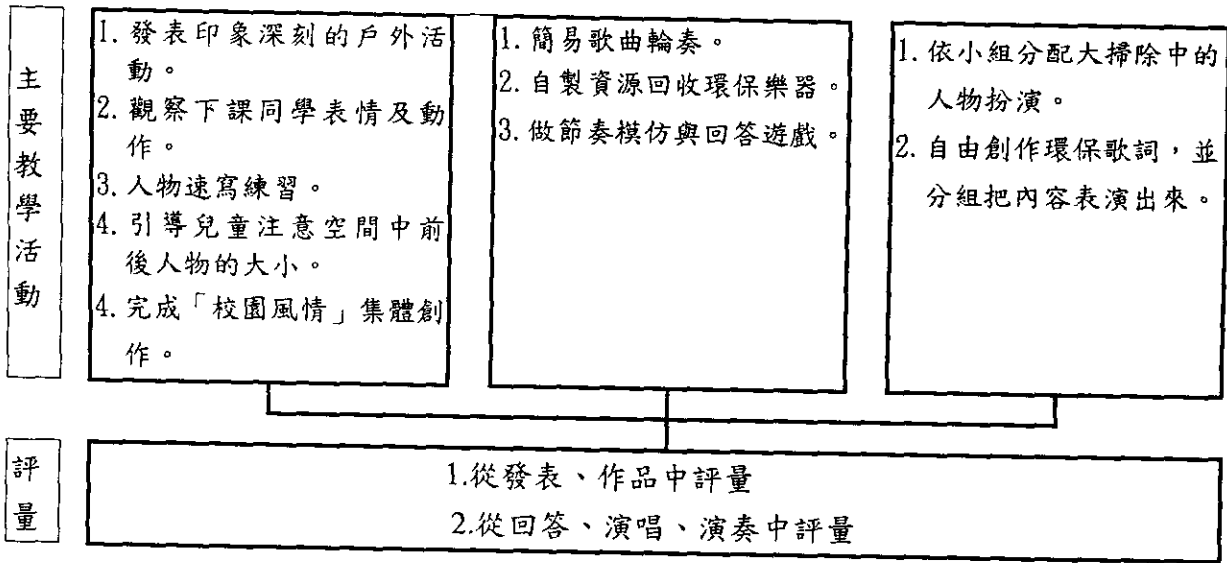 主
要
教
學
活
動
1. 發表印象深刻的戶外活
動。
2. 觀察下課同學表情及動
作。
3. 人物速寫練習。
4. 引導兒童注意空間中前
後人物的大小。
4. 完成「校園風情」集體創
作。
1. 簡易歌曲輪奏。
2. 自製資源回收環保樂器。
3. 做節奏模仿與回答遊戲。
1. 依小組分配大掃除中的
人物扮演。
2. 自由創作環保歌詞，並
分組把內容表演出來。
評
量
1.從發表、作品中評量
2.從回答、演唱、演奏中評量